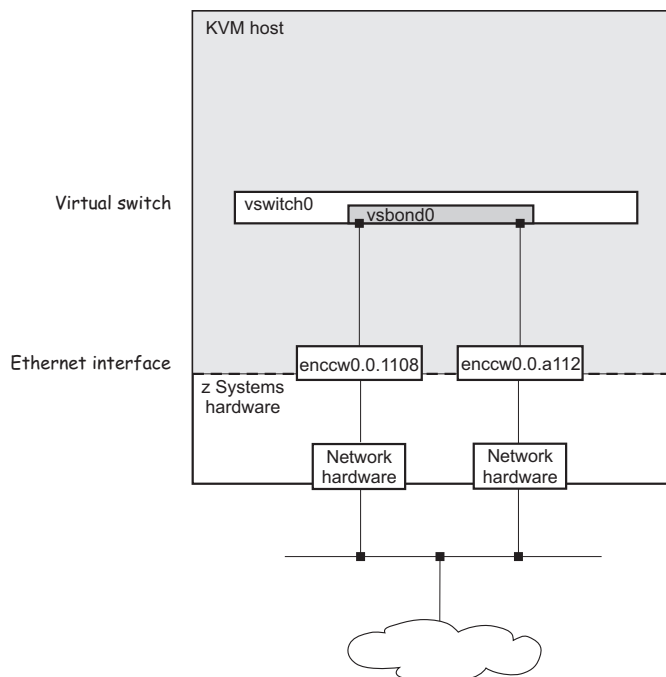 KVM host
Virtual switch
vswitch0
vsbond0
Ethernet interface
enccw0.0.1108
enccw0.0.a112
z Systems
hardware
Network
hardware
Network
hardware